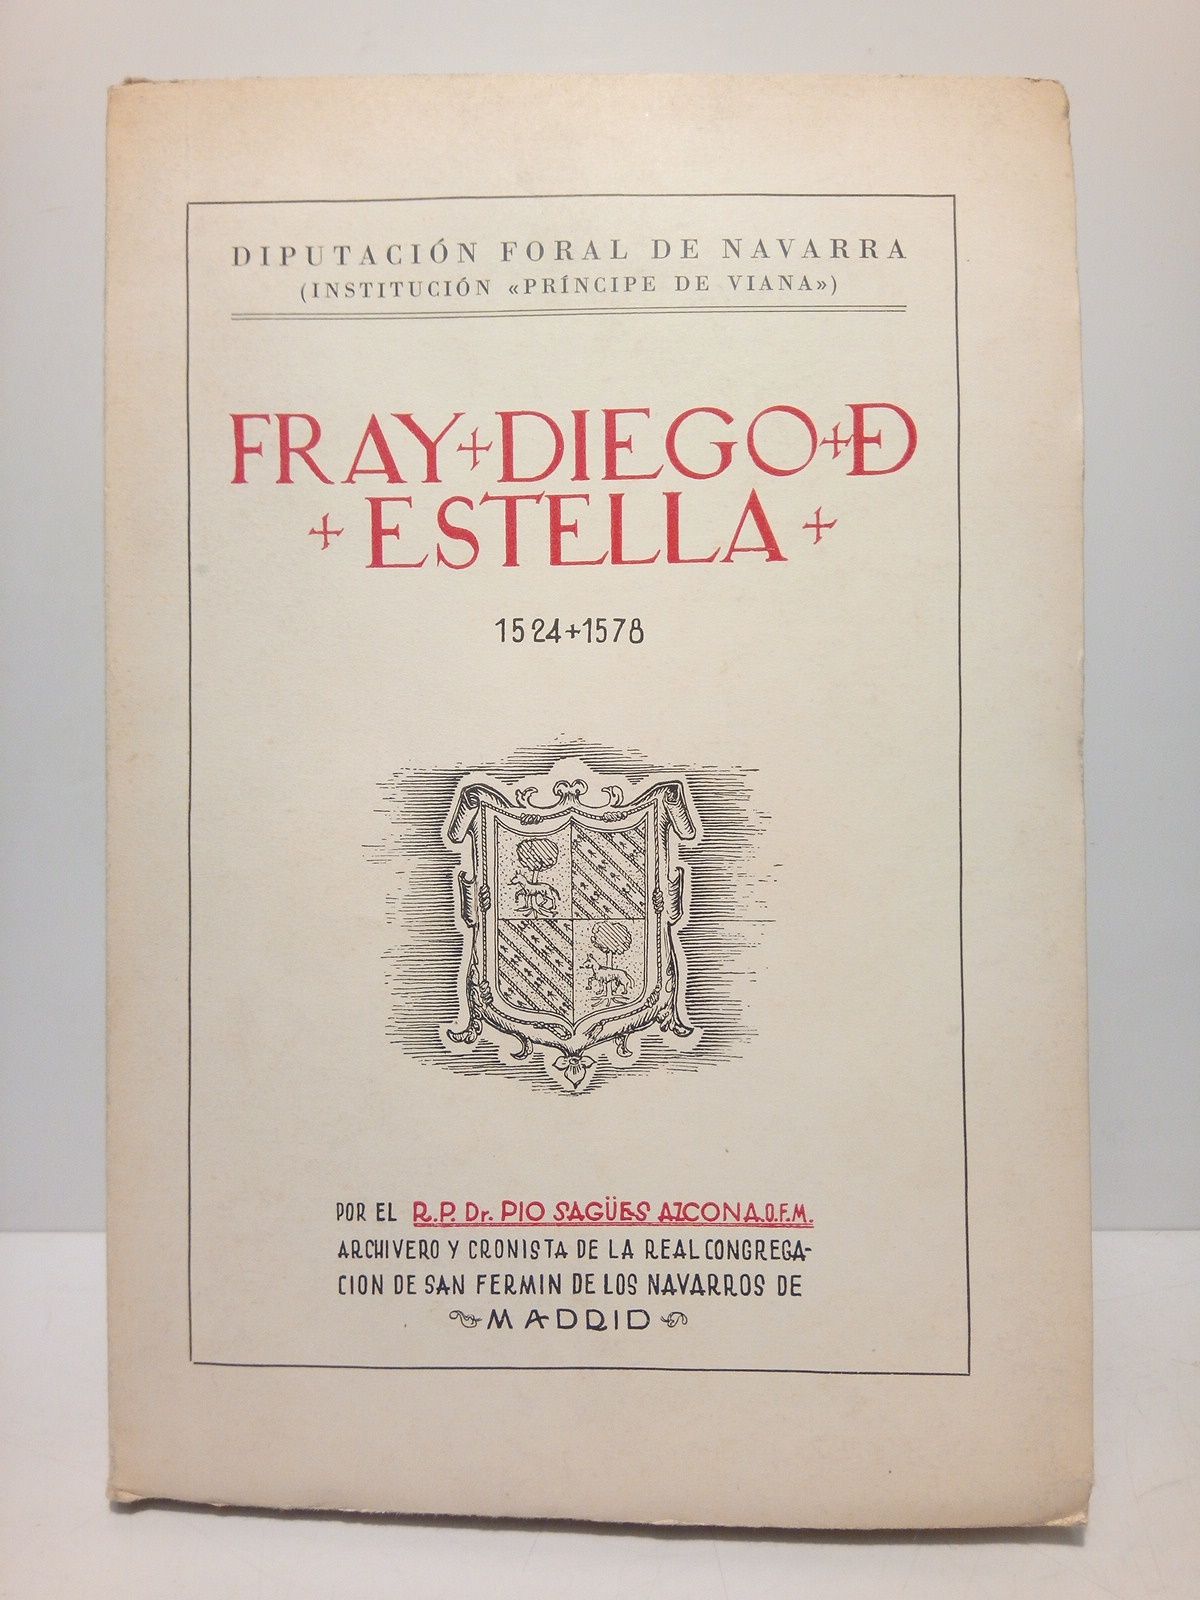 DIPUTACIÓN FORAL DE NAVARRA
(INSTITUCIÓN «PRÍNCIPE DE VIANA»)
FRAY+DIEGO+DE
+ESTELLA+
1524+1578
POR EL R.P. Dr. PIO SAGÜES AZCONA.O.F.M.
ARCHIVERO Y CRONISTA DE LA REAL CONGREGA-
CION DE SAN FERMIN DE LOS NAVARROS DE
MADRID